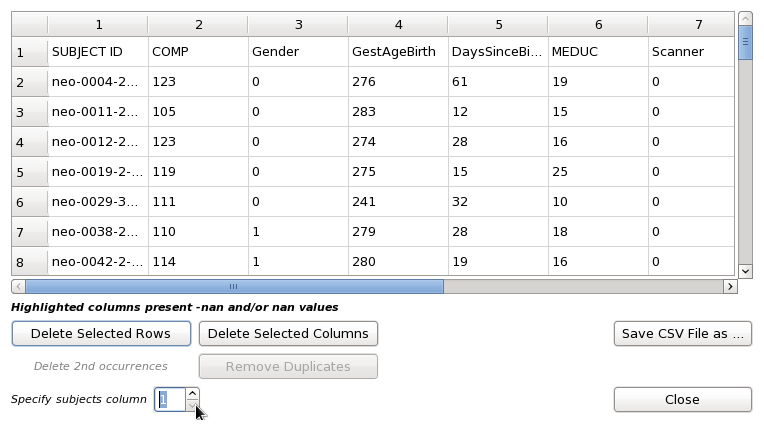 1 2 3 4 5 6 7
1 SUBJECT ID COMP Gender GestAgeBirth DaysSinceBi... MEDUC Scanner
2 neo-0004-2... 123 0 276 61 19 0
3 neo-0011-2... 105 0 283 12 15 0
4 neo-0012-2... 123 0 274 28 16 0
5 neo-0019-2-... 119 0 275 15 25 0
6 neo-0029-3... 111 0 241 32 10 0
7 neo-0038-2... 110 1 279 28 18 0
8 neo-0042-2-... 114 1 280 19 16 0
Highlighted columns present -nan and/or nan values
Delete Selected Rows Delete Selected Columns Save CSV File as ...
Delete 2nd occurrences Remove Duplicates
Specify subjects column 1 Close